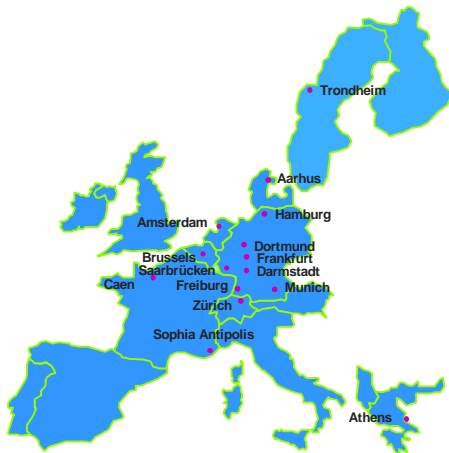 Trondheim
Aarhus
Hamburg
Amsterdam
Dortmund
Brussels
Frankfurt
Saarbrücken
Darmstadt
Caen
Freiburg
Munich
Zürich
Sophia Antipolis
Athens